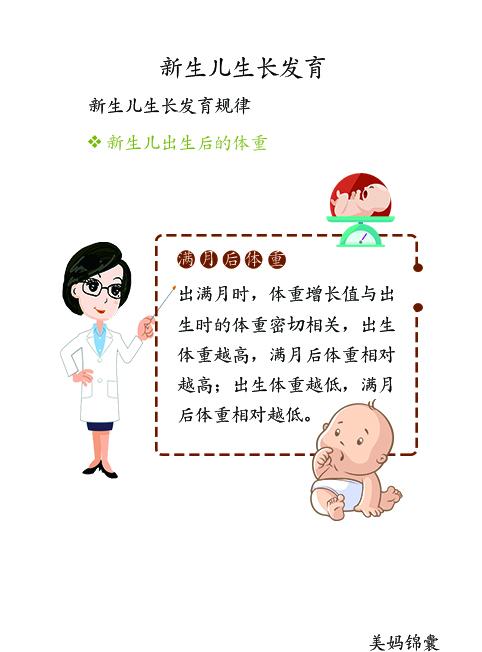 新生儿生长发育
新生儿生长发育规律
❖ 新生儿出生后的体重
满月后体重
出满月时，体重增长值与出
生时的体重密切相关，出生
体重越高，满月后体重相对
越高；出生体重越低，满月
后体重相对越低。
美妈锦囊